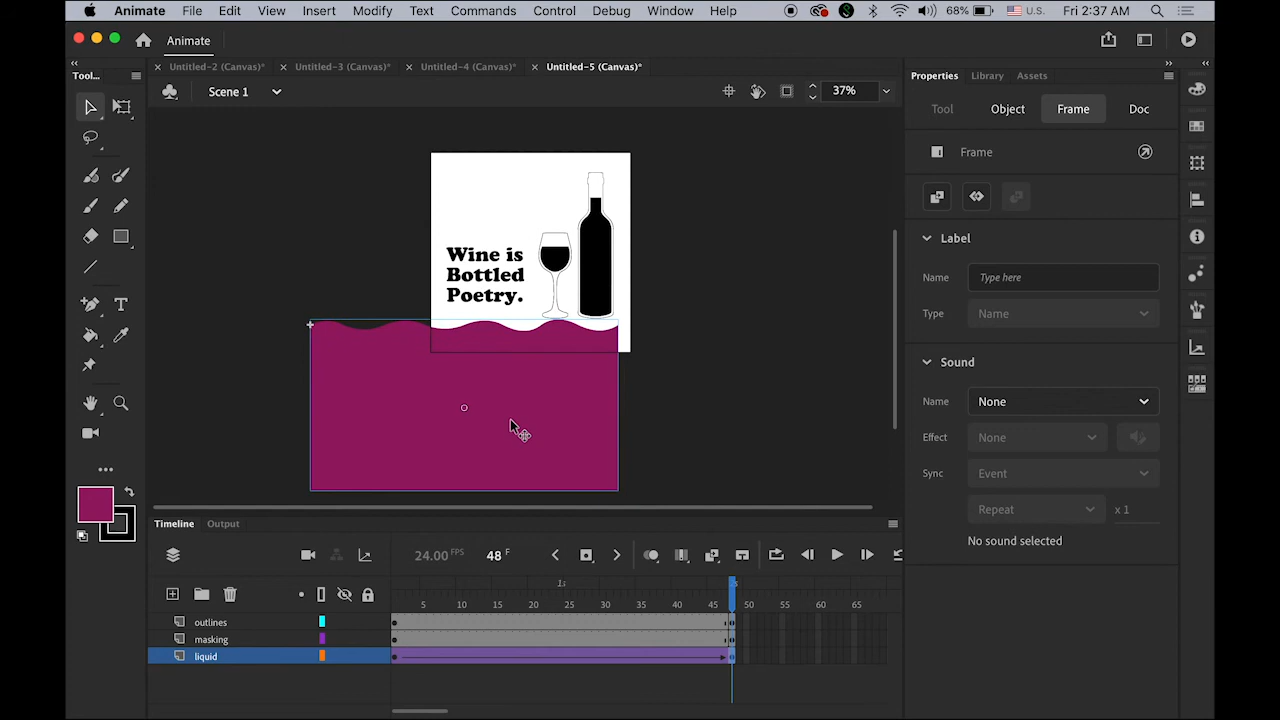 Animate File Edit View Insert Modify Text Commands Control Debug Window Help 68% U.S. Fri 2:37 AM
Animate
Tool... × Untitled-2 (Canvas)* × Untitled-3 (Canvas)* × Untitled-4 (Canvas)* × Untitled-5 (Canvas)* Properties Library Assets
Scene 1 37%
Tool Object Frame Doc
Frame
Label
Name Type here
Type Name
Sound
Name None
Effect None
Sync Event
Repeat x 1
No sound selected
Wine is
Bottled
Poetry.
T
Timeline Output
24.00 FPS 48 F
1s
5 10 15 20 25 30 35 40 45 50 55 60 65
outlines
masking
liquid